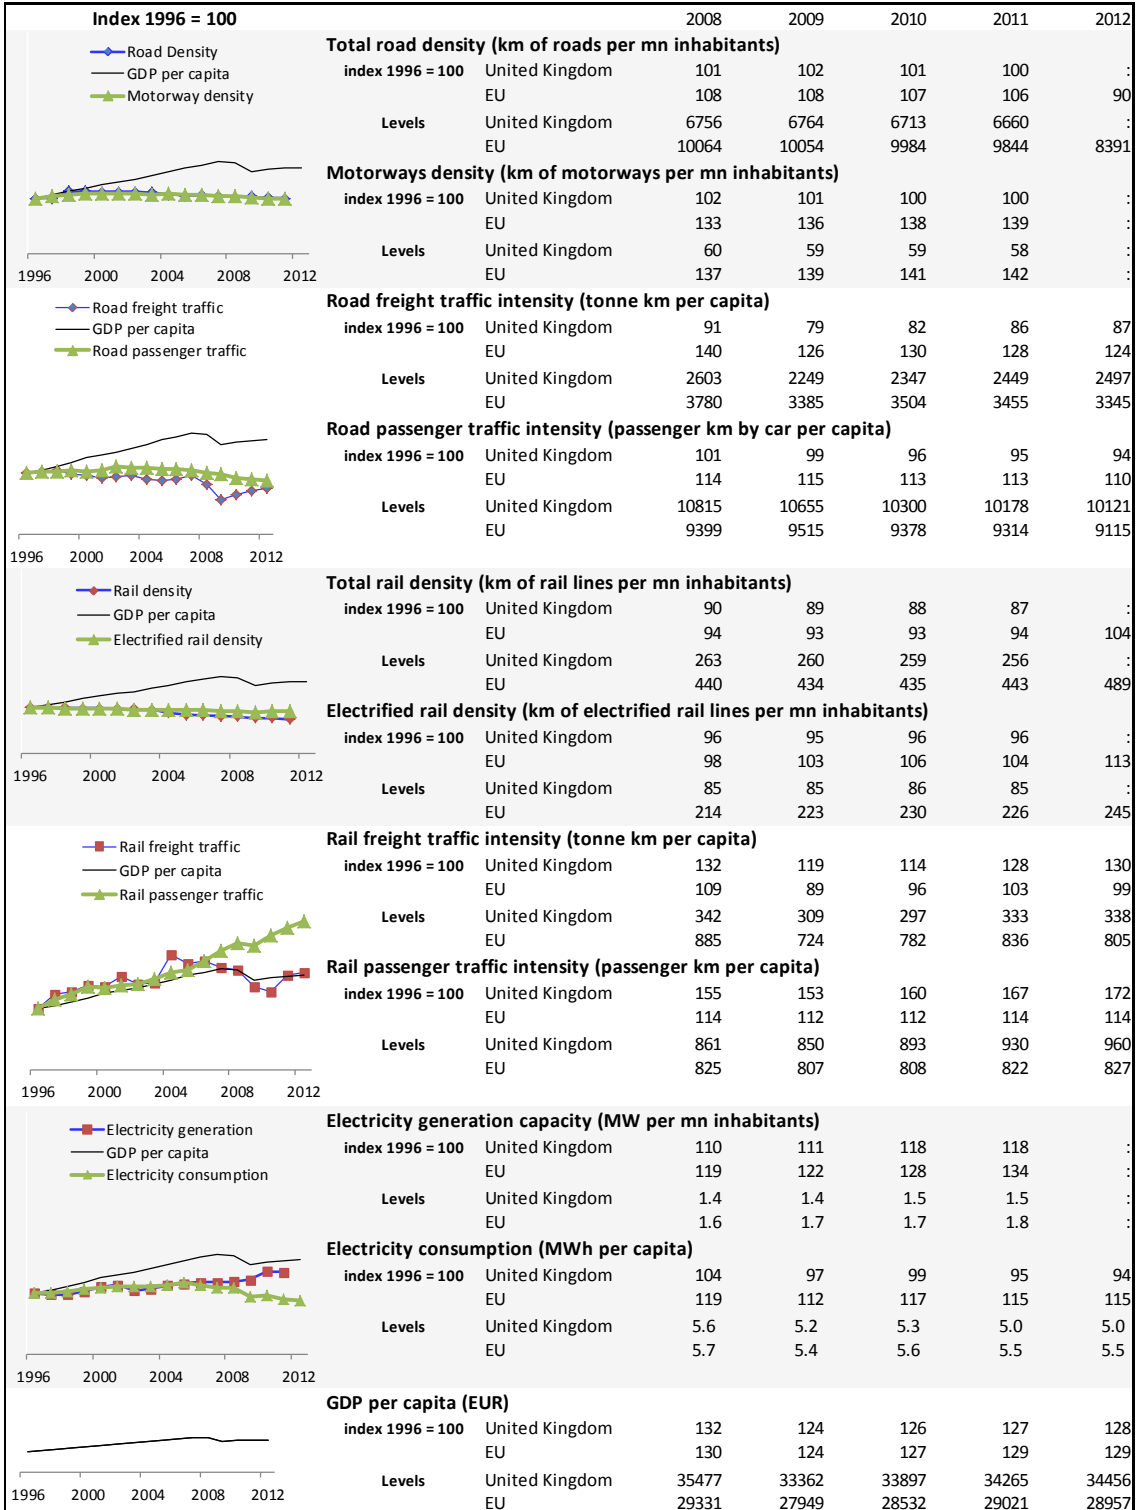 Index 1996 = 100 2008 2009 2010 2011 2012
Road Density
GDP per capita
Motorway density
1996 2000 2004 2008 2012
Total road density (km of roads per mn inhabitants)
index 1996 = 100 United Kingdom 101 102 101 100 :
EU 108 108 107 106 90
Levels United Kingdom 6756 6764 6713 6660 :
EU 10064 10054 9984 9844 8391
Motorways density (km of motorways per mn inhabitants)
index 1996 = 100 United Kingdom 102 101 100 100 :
EU 133 136 138 139 :
Levels United Kingdom 60 59 59 58 :
EU 137 139 141 142 :
Road freight traffic
GDP per capita
Road passenger traffic
1996 2000 2004 2008 2012
Road freight traffic intensity (tonne km per capita)
index 1996 = 100 United Kingdom 91 79 82 86 87
EU 140 126 130 128 124
Levels United Kingdom 2603 2249 2347 2449 2497
EU 3780 3385 3504 3455 3345
Road passenger traffic intensity (passenger km by car per capita)
index 1996 = 100 United Kingdom 101 99 96 95 94
EU 114 115 113 113 110
Levels United Kingdom 10815 10655 10300 10178 10121
EU 9399 9515 9378 9314 9115
Rail density
GDP per capita
Electrified rail density
1996 2000 2004 2008 2012
Total rail density (km of rail lines per mn inhabitants)
index 1996 = 100 United Kingdom 90 89 88 87 :
EU 94 93 93 94 104
Levels United Kingdom 263 260 259 256 :
EU 440 434 435 443 489
Electrified rail density (km of electrified rail lines per mn inhabitants)
index 1996 = 100 United Kingdom 96 95 96 96 :
EU 98 103 106 104 113
Levels United Kingdom 85 85 86 85 :
EU 214 223 230 226 245
Rail freight traffic
GDP per capita
Rail passenger traffic
1996 2000 2004 2008 2012
Rail freight traffic intensity (tonne km per capita)
index 1996 = 100 United Kingdom 132 119 114 128 130
EU 109 89 96 103 99
Levels United Kingdom 342 309 297 333 338
EU 885 724 782 836 805
Rail passenger traffic intensity (passenger km per capita)
index 1996 = 100 United Kingdom 155 153 160 167 172
EU 114 112 112 114 114
Levels United Kingdom 861 850 893 930 960
EU 825 807 808 822 827
Electricity generation
GDP per capita
Electricity consumption
1996 2000 2004 2008 2012
Electricity generation capacity (MW per mn inhabitants)
index 1996 = 100 United Kingdom 110 111 118 118 :
EU 119 122 128 134 :
Levels United Kingdom 1.4 1.4 1.5 1.5 :
EU 1.6 1.7 1.7 1.8 :
Electricity consumption (MWh per capita)
index 1996 = 100 United Kingdom 104 97 99 95 94
EU 119 112 117 115 115
Levels United Kingdom 5.6 5.2 5.3 5.0 5.0
EU 5.7 5.4 5.6 5.5 5.5
1996 2000 2004 2008 2012
GDP per capita (EUR)
index 1996 = 100 United Kingdom 132 124 126 127 128
EU 130 124 127 129 129
Levels United Kingdom 35477 33362 33897 34265 34456
EU 29331 27949 28532 29021 28957